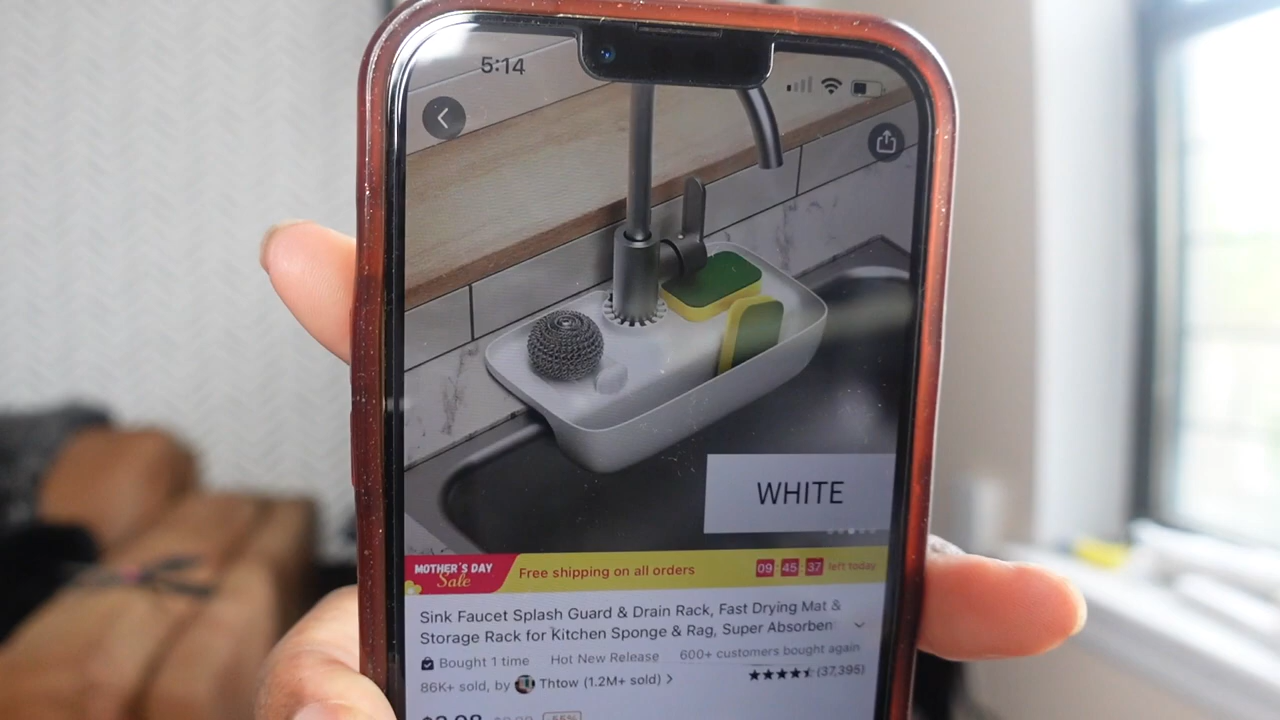 5:14
WHITE
MOTHER'S DAY
Sale
Free shipping on all orders
09:45:37 left today
Sink Faucet Splash Guard & Drain Rack, Fast Drying Mat &
Storage Rack for Kitchen Sponge & Rag, Super Absorben
Bought 1 time Hot New Release 600+ customers bought again
86K+ sold, by Thtow (1.2M+ sold) > (37,395)